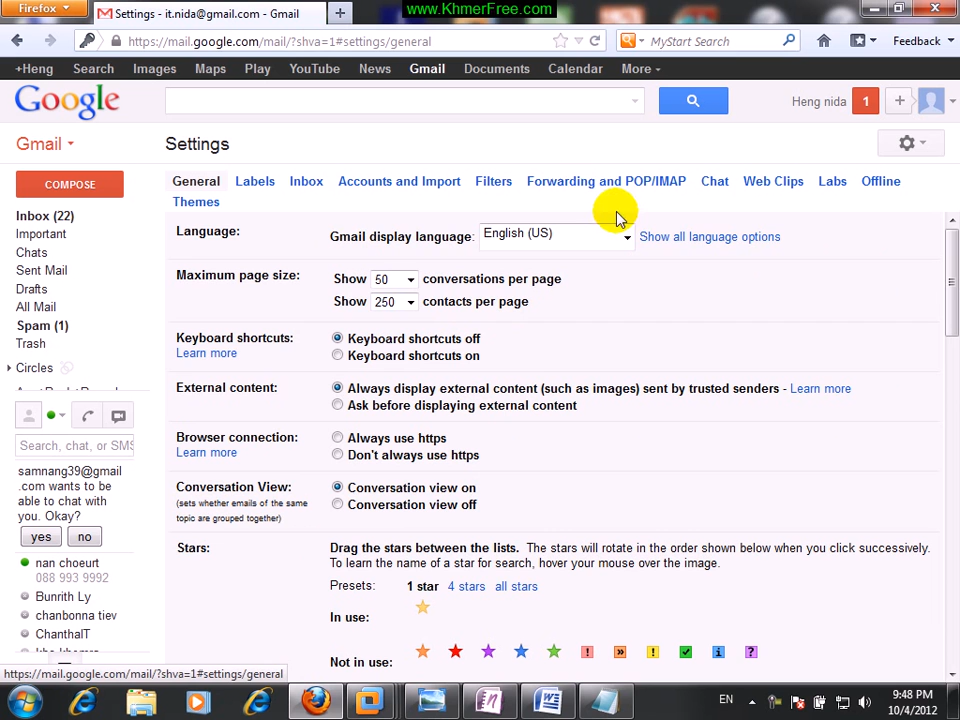 www.KhmerFree.com
Firefox
Settings - it.nida@gmail.com - Gmail
https://mail.google.com/mail/?shva=1#settings/general
MyStart Search
Feedback
+Heng Search Images Maps Play YouTube News Gmail Documents Calendar More
Google
Heng nida 1
Gmail
Settings
COMPOSE
General Labels Inbox Accounts and Import Filters Forwarding and POP/IMAP Chat Web Clips Labs Offline
Themes
Inbox (22)
Important
Chats
Sent Mail
Drafts
All Mail
Spam (1)
Trash
Circles
Search, chat, or SMS
samnang39@gmail
.com wants to be
able to chat with
you. Okay?
yes no
nan choeurt
088 993 9992
Bunrith Ly
chanbonna tiev
ChanthaIT
Language:
Gmail display language: English (US) Show all language options
Maximum page size:
Show 50 conversations per page
Show 250 contacts per page
Keyboard shortcuts:
Learn more
Keyboard shortcuts off
Keyboard shortcuts on
External content:
Always display external content (such as images) sent by trusted senders - Learn more
Ask before displaying external content
Browser connection:
Learn more
Always use https
Don't always use https
Conversation View:
(sets whether emails of the same
topic are grouped together)
Conversation view on
Conversation view off
Stars:
Drag the stars between the lists. The stars will rotate in the order shown below when you click successively.
To learn the name of a star for search, hover your mouse over the image.
Presets: 1 star 4 stars all stars
In use:
Not in use:
https://mail.google.com/mail/?shva=1#settings/general
EN
9:48 PM
10/4/2012